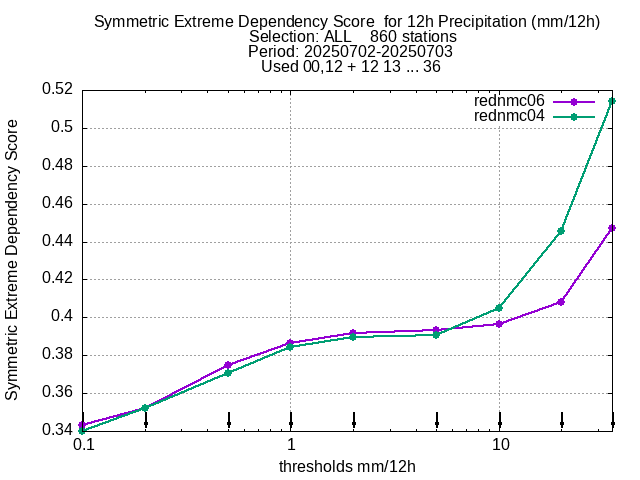 Symmetric Extreme Dependency Score  for 12h Precipitation (mm/12h)
Selection: ALL    860 stations
Period: 20250702-20250703
Used 00,12 + 12 13 ... 36
rednmc06
rednmc04
Symmetric Extreme Dependency Score
0.52
0.5
0.48
0.46
0.44
0.42
0.4
0.38
0.36
0.34
0.1 1 10
thresholds mm/12h